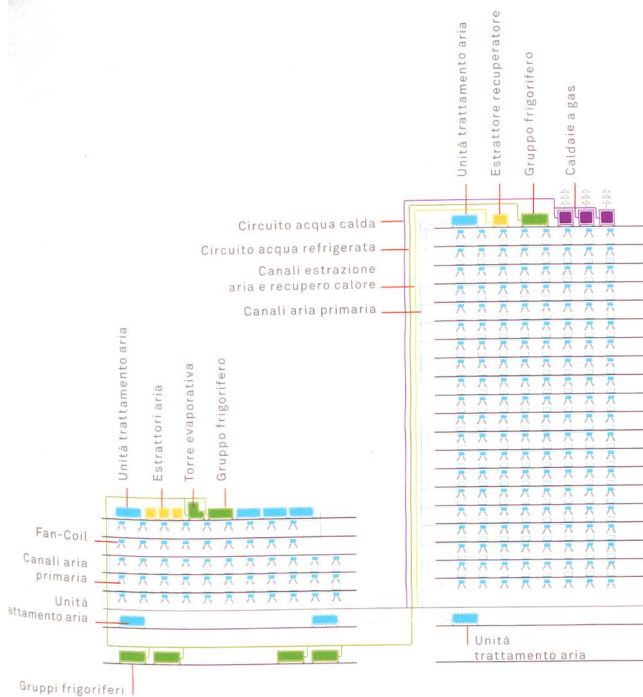 Unità trattamento aria
Estrattore recuperatore
Gruppo frigorifero
Caldaie a gas
Circuito acqua calda
Circuito acqua refrigerata
Canali estrazione
aria e recupero calore
Canali aria primaria
Unità trattamento aria
Estrattori aria
Torre evaporativa
Gruppo frigorifero
Fan-Coil
Canali aria
primaria
Unità
attamento aria
Unità
trattamento aria
Gruppi frigoriferi